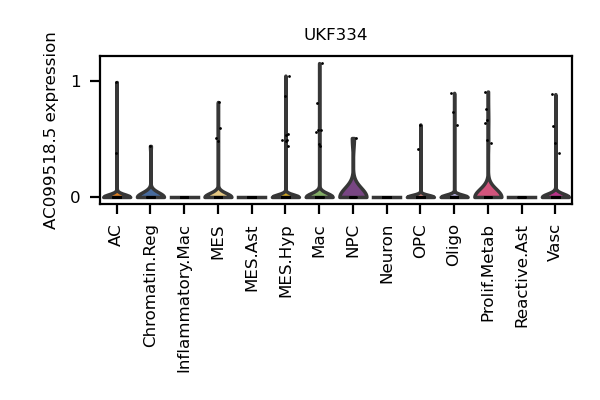 UKF334
AC099518.5 expression
1
0
AC
Chromatin.Reg
Inflammatory.Mac
MES
MES.Ast
MES.Hyp
Mac
NPC
Neuron
OPC
Oligo
Prolif.Metab
Reactive.Ast
Vasc